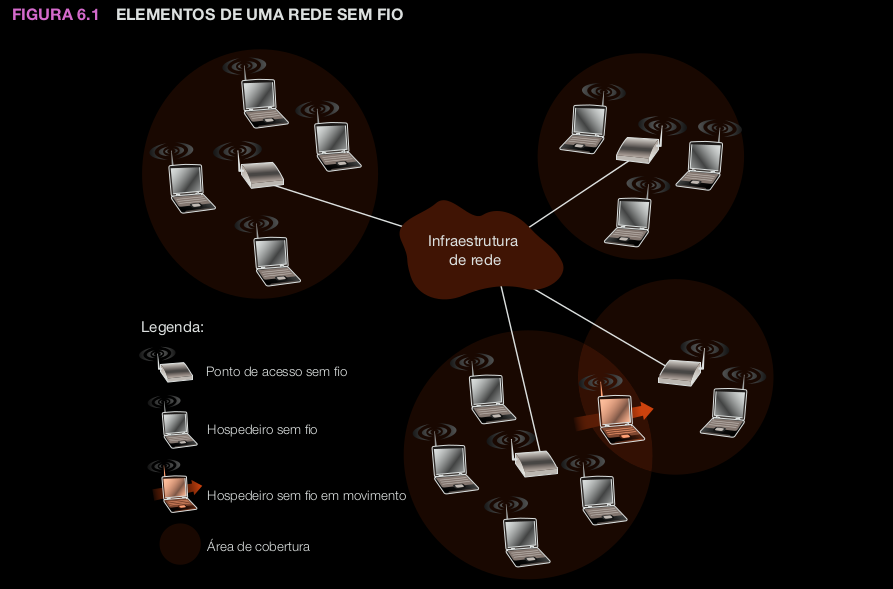 FIGURA 6.1 ELEMENTOS DE UMA REDE SEM FIO
Infraestrutura
de rede
Legenda:
Ponto de acesso sem fio
Hospedeiro sem fio
Hospedeiro sem fio em movimento
Área de cobertura